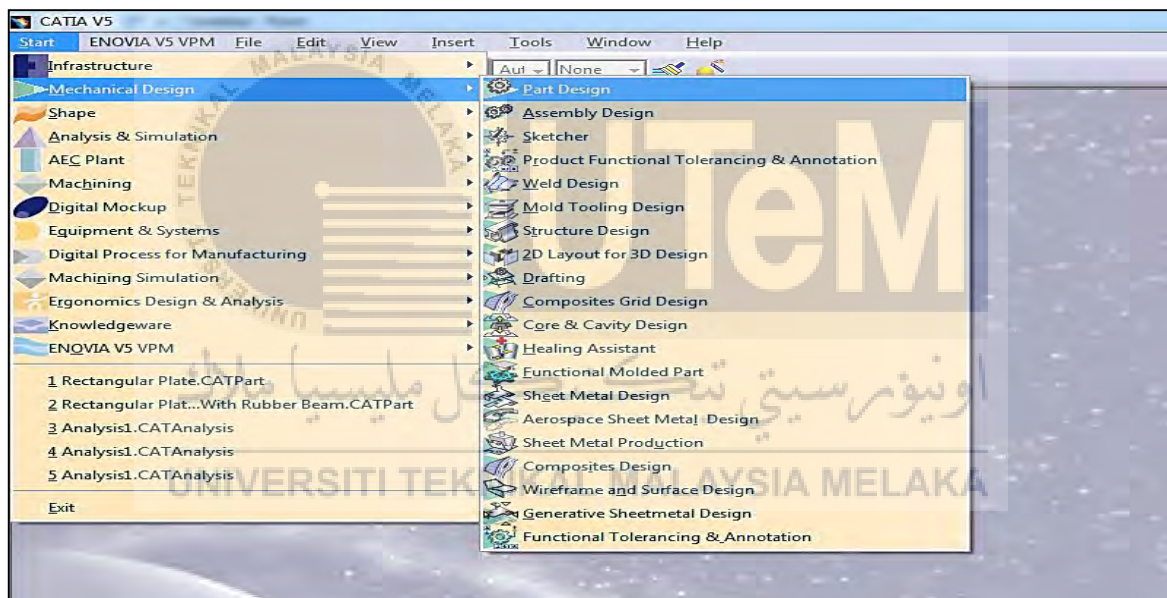 CATIA V5
Start ENOVIA V5 VPM File Edit View Insert Tools Window Help
Aut None
Infrastructure
Mechanical Design
Shape
Analysis & Simulation
AEC Plant
Machining
Digital Mockup
Equipment & Systems
Digital Process for Manufacturing
Machining Simulation
Ergonomics Design & Analysis
Knowledgeware
ENOVIA V5 VPM
1 Rectangular Plate.CATPart
2 Rectangular Plat...With Rubber Beam.CATPart
3 Analysis1.CATAnalysis
4 Analysis1.CATAnalysis
5 Analysis1.CATAnalysis
Exit
Part Design
Assembly Design
Sketcher
Product Functional Tolerancing & Annotation
Weld Design
Mold Tooling Design
Structure Design
2D Layout for 3D Design
Drafting
Composites Grid Design
Core & Cavity Design
Healing Assistant
Functional Molded Part
Sheet Metal Design
Aerospace Sheet Metal Design
Sheet Metal Production
Composites Design
Wireframe and Surface Design
Generative Sheetmetal Design
Functional Tolerancing & Annotation
UTeM
اونيورسيتي تيكنيكل مليسيا ملاك
UNIVERSITI TEKNIKAL MALAYSIA MELAKA